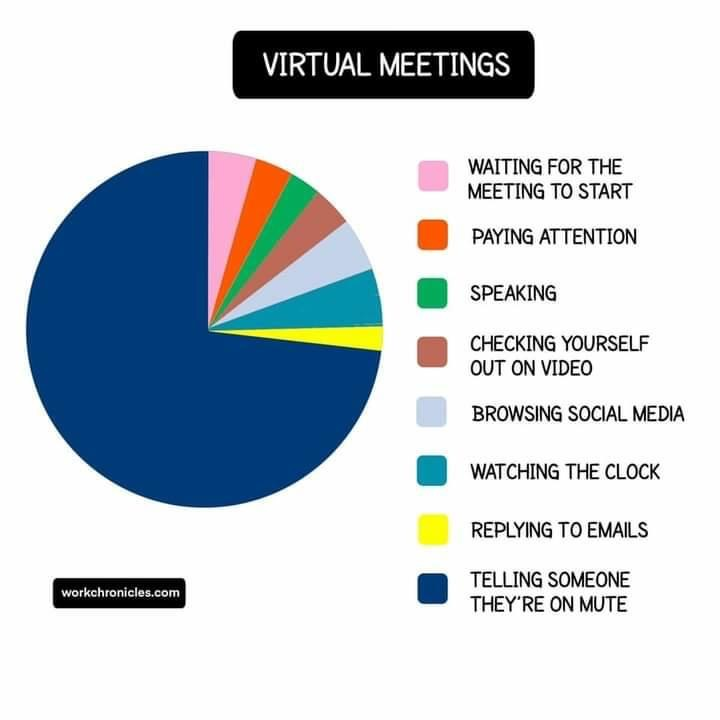 VIRTUAL MEETINGS
WAITING FOR THE
MEETING TO START
PAYING ATTENTION
SPEAKING
CHECKING YOURSELF
OUT ON VIDEO
BROWSING SOCIAL MEDIA
WATCHING THE CLOCK
REPLYING TO EMAILS
TELLING SOMEONE
THEY'RE ON MUTE
workchronicles.com